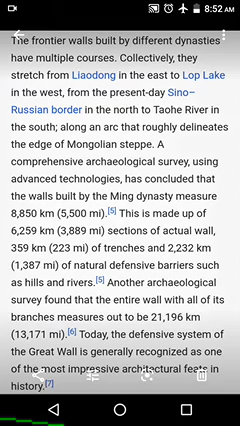 8:52 AM
The frontier walls built by different dynasties
have multiple courses. Collectively, they
stretch from Liaodong in the east to Lop Lake
in the west, from the present-day Sino–
Russian border in the north to Taohe River in
the south; along an arc that roughly delineates
the edge of Mongolian steppe. A
comprehensive archaeological survey, using
advanced technologies, has concluded that
the walls built by the Ming dynasty measure
8,850 km (5,500 mi).[5] This is made up of
6,259 km (3,889 mi) sections of actual wall,
359 km (223 mi) of trenches and 2,232 km
(1,387 mi) of natural defensive barriers such
as hills and rivers.[5] Another archaeological
survey found that the entire wall with all of its
branches measures out to be 21,196 km
(13,171 mi).[6] Today, the defensive system of
the Great Wall is generally recognized as one
of the most impressive architectural feats in
history.[7]